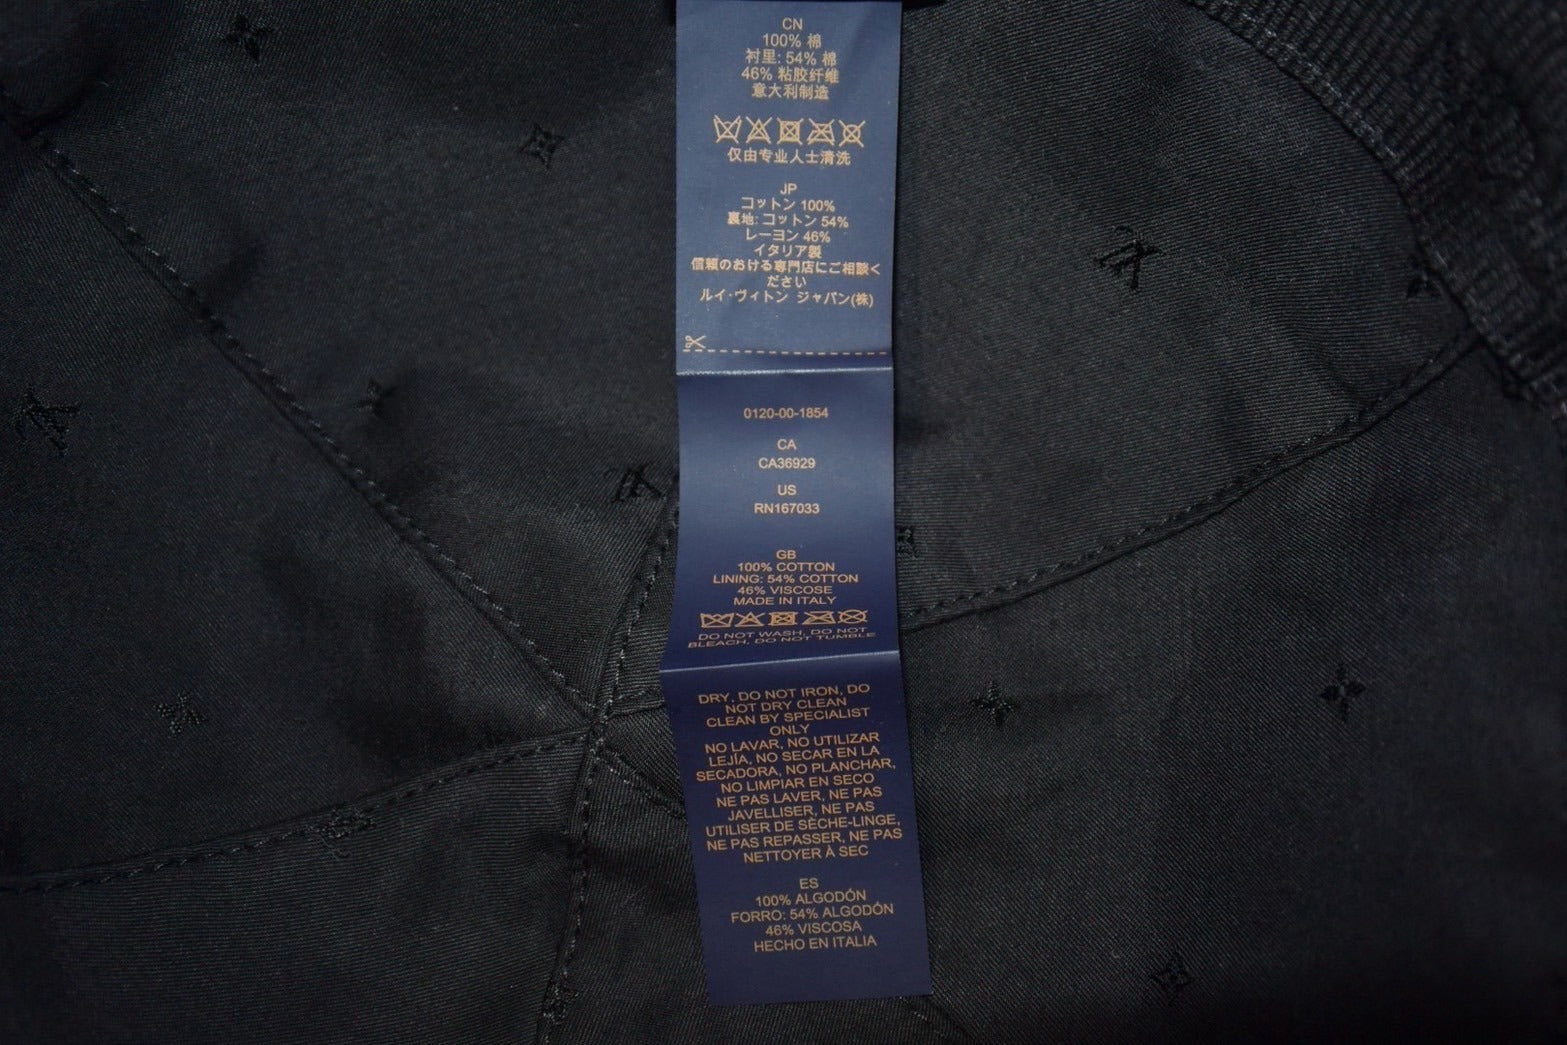 CN
100% 棉
衬里: 54% 棉
46% 粘胶纤维
意大利制造
仅由专业人士清洗
JP
コットン 100%
裏地: コットン 54%
レーヨン 46%
イタリア製
信頼のおける専門店にご相談く
ださい
ルイ・ヴィトン ジャパン(株)
0120-00-1854
CA
CA36929
US
RN167033
GB
100% COTTON
LINING: 54% COTTON
46% VISCOSE
MADE IN ITALY
DO NOT WASH, DO NOT
BLEACH, DO NOT TUMBLE
DRY, DO NOT IRON, DO
NOT DRY CLEAN
CLEAN BY SPECIALIST
ONLY
NO LAVAR, NO UTILIZAR
LEJÍA, NO SECAR EN LA
SECADORA, NO PLANCHAR,
NO LIMPIAR EN SECO
NE PAS LAVER, NE PAS
JAVELLISER, NE PAS
UTILISER DE SÈCHE-LINGE,
NE PAS REPASSER, NE PAS
NETTOYER À SEC
ES
100% ALGODÓN
FORRO: 54% ALGODÓN
46% VISCOSA
HECHO EN ITALIA